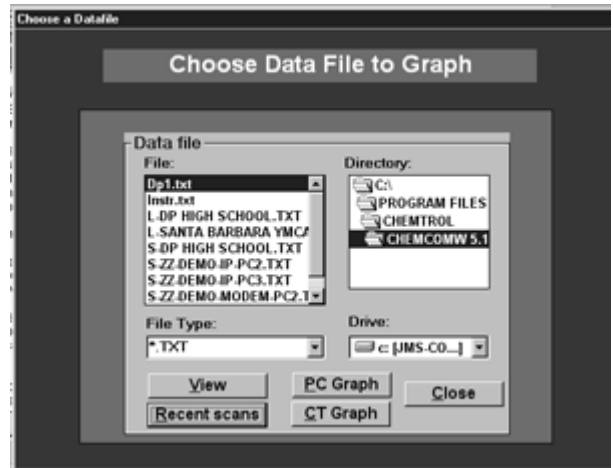 Choose a Datafile
Choose Data File to Graph
Data file
File:
Dp1.txt
Instr.txt
L-DP HIGH SCHOOL.TXT
L-SANTA BARBARA YMCA
S-DP HIGH SCHOOL.TXT
S-ZZ-DEMO-IP-PC2.TXT
S-ZZ-DEMO-IP-PC3.TXT
S-ZZ-DEMO-MODEM-PC2.T
Directory:
C:\
PROGRAM FILES
CHEMTROL
CHEMCOMW 5.1
File Type:
*.TXT
Drive:
c: [JMS-CO...]
View
PC Graph
Close
Recent scans
CT Graph